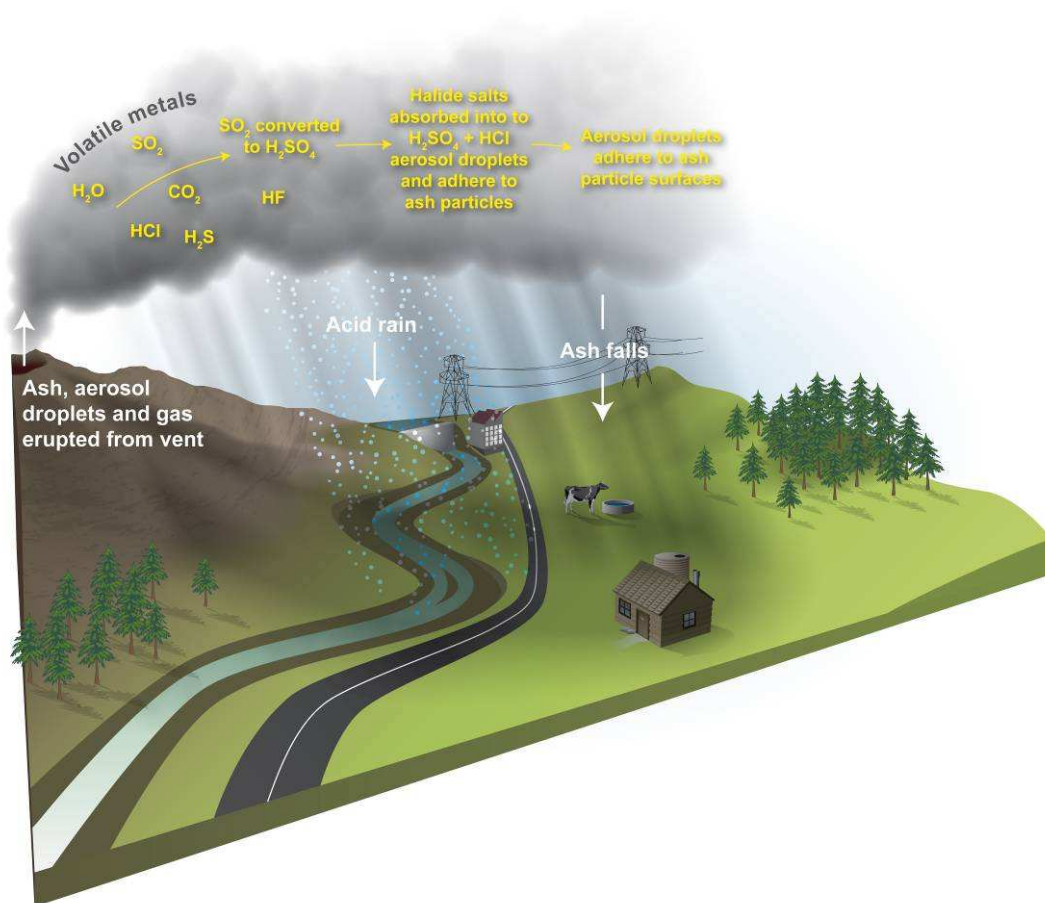 Volatile metals
SO₂
H₂O
CO₂
HCl
H₂S
HF
SO₂ converted
to H₂SO₄
Halide salts
absorbed into to
H₂SO₄ + HCl
aerosol droplets
and adhere to
ash particles
Aerosol droplets
adhere to ash
particle surfaces
Ash, aerosol
droplets and gas
erupted from vent
Acid rain
Ash falls